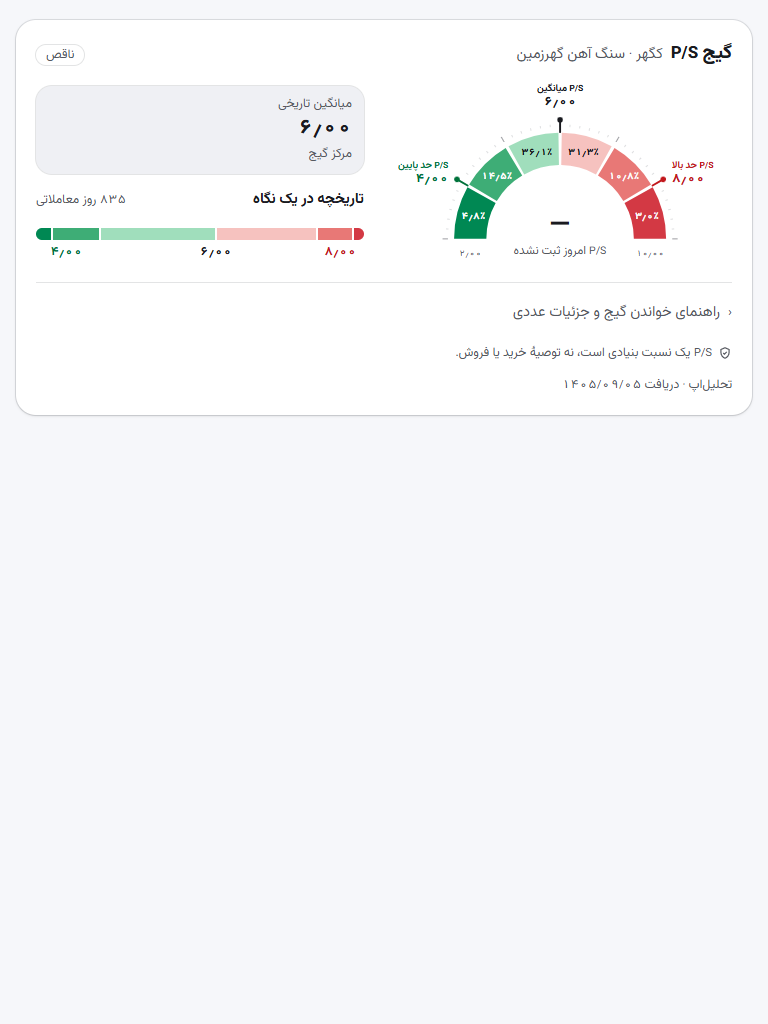 گیج P/S کگهر · سنگ آهن گهرزمین
ناقص
P/S میانگین
۶٫۰۰
P/S حد بالا
۸٫۰۰
P/S حد پایین
۴٫۰۰
۳۶٫۱٪
۳۱٫۳٪
۱۴٫۵٪
۱۰٫۸٪
۴٫۸٪
۳٫۰٪
—
P/S امروز ثبت نشده
۲٫۰۰
۱۰٫۰۰
میانگین تاریخی
۶٫۰۰
مرکز گیج
تاریخچه در یک نگاه
۸۳۵ روز معاملاتی
۸٫۰۰
۶٫۰۰
۴٫۰۰
‹ راهنمای خواندن گیج و جزئیات عددی
P/S یک نسبت بنیادی است، نه توصیهٔ خرید یا فروش.
تحلیل‌اپ · دریافت ۱۴۰۵/۰۹/۰۵